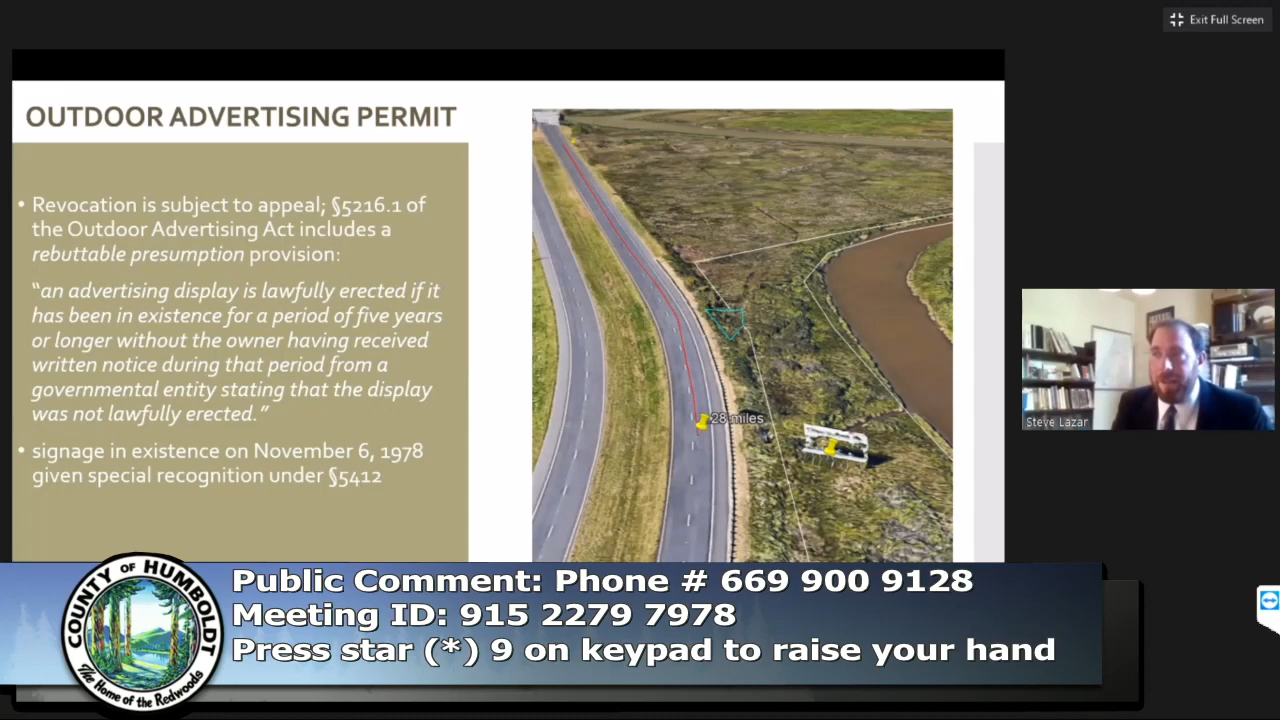 Exit Full Screen
OUTDOOR ADVERTISING PERMIT
• Revocation is subject to appeal; §5216.1 of
the Outdoor Advertising Act includes a
rebuttable presumption provision:
“an advertising display is lawfully erected if it
has been in existence for a period of five years
or longer without the owner having received
written notice during that period from a
governmental entity stating that the display
was not lawfully erected.”
• signage in existence on November 6, 1978
given special recognition under §5412
28 miles
Steve Lazar
COUNTY OF HUMBOLDT
The Home of the Redwoods
Public Comment: Phone # 669 900 9128
Meeting ID: 915 2279 7978
Press star (*) 9 on keypad to raise your hand